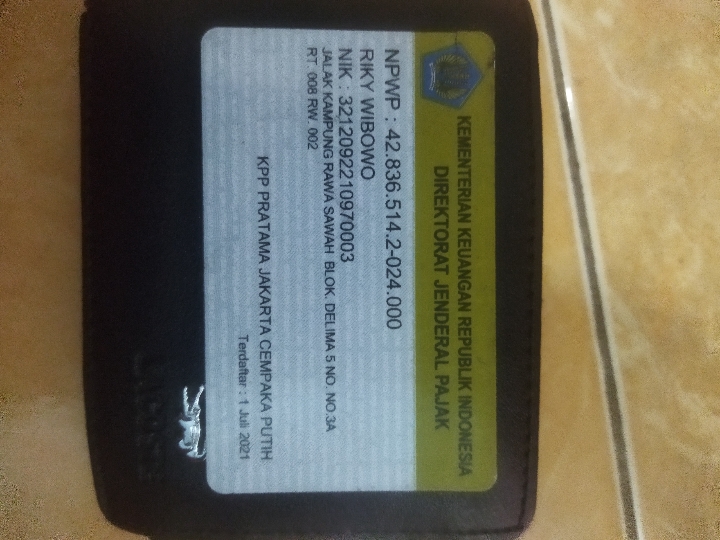 KEMENTERIAN KEUANGAN REPUBLIK INDONESIA
DIREKTORAT JENDERAL PAJAK
NPWP : 42.836.514.2-024.000
RIKY WIBOWO
NIK : 3212092210970003
JALAK KAMPUNG RAWA SAWAH BLOK. DELIMA 5 NO. NO.3A
RT. 008 RW. 002
KPP PRATAMA JAKARTA CEMPAKA PUTIH
Terdaftar : 1 Juli 2021